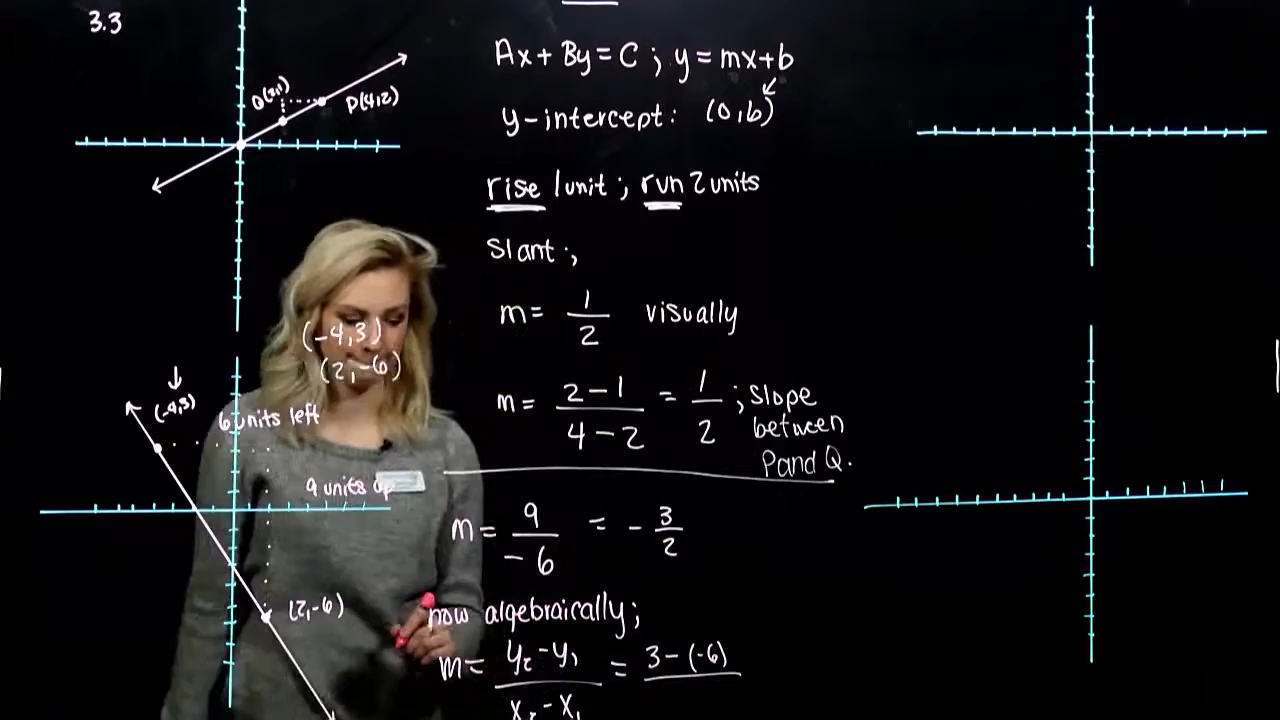 3.3
Q(2,1)
P(4,2)
Ax + By = C ; y = mx+b
y-intercept: (0,b)
rise 1 unit ; run 2 units
Slant ;
m = 1/2 visually
m = 2-1/4-2 = 1/2 ; Slope
between
P and Q.
(-4,3)
(2,-6)
(-4,3)
6 units left
9 units up
(2,-6)
m = 9/-6 = - 3/2
now algebraically ;
m = y₂-y₁/x₂-x₁ = 3-(-6)